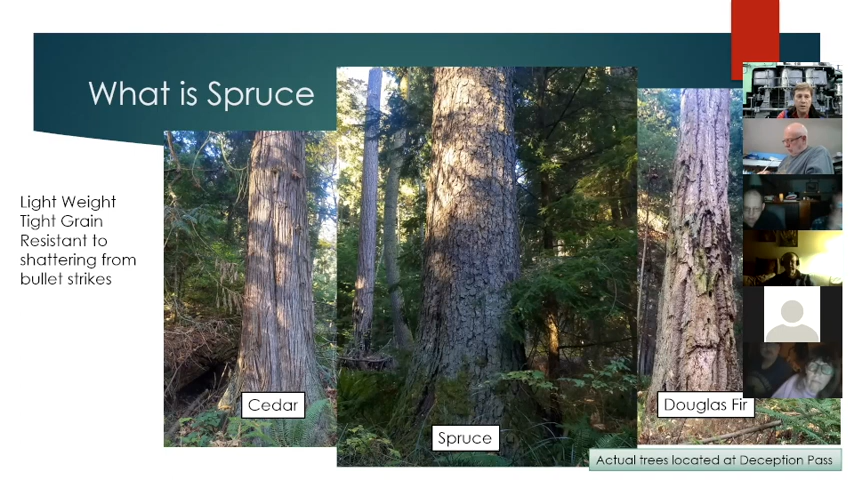 What is Spruce
Light Weight
Tight Grain
Resistant to
shattering from
bullet strikes
Cedar
Spruce
Douglas Fir
Actual trees located at Deception Pass